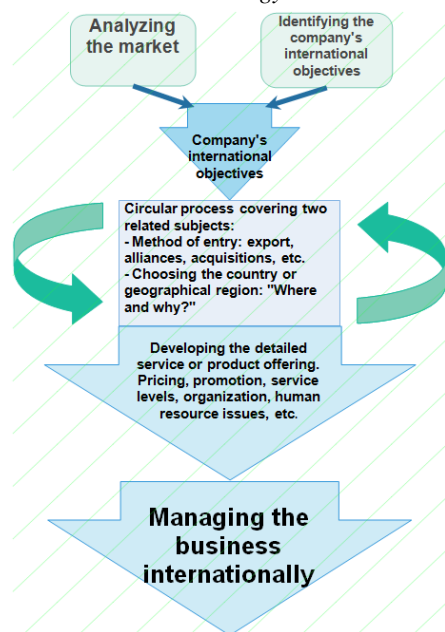 Analyzing
the market
Identifying the
company's
international
objectives
Company's
international
objectives
Circular process covering two
related subjects:
- Method of entry: export,
alliances, acquisitions, etc.
- Choosing the country or
geographical region: "Where
and why?"
Developing the detailed
service or product offering.
Pricing, promotion, service
levels, organization, human
resource issues, etc.
Managing the
business
internationally